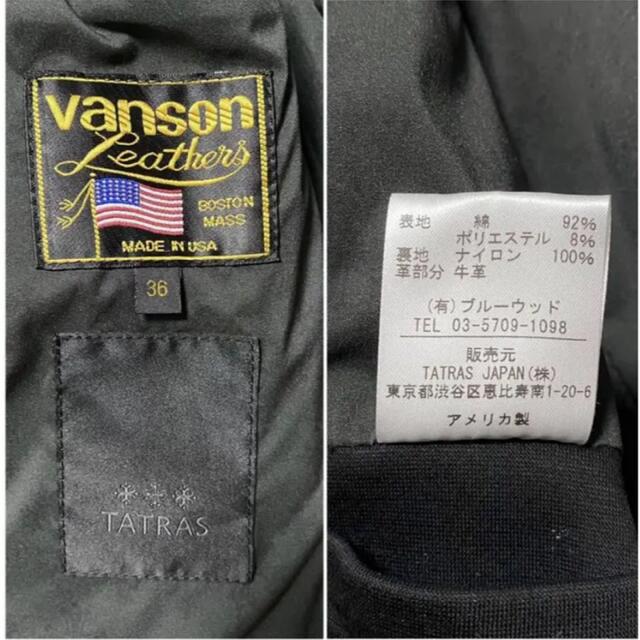 vanson
Leathers
BOSTON
MASS
MADE IN USA
36
TATRAS
表地 綿 92%
ポリエステル 8%
裏地 ナイロン 100%
革部分 牛革
(有)ブルーウッド
TEL 03-5709-1098
販売元
TATRAS JAPAN(株)
東京都渋谷区恵比寿南1-20-6
アメリカ製